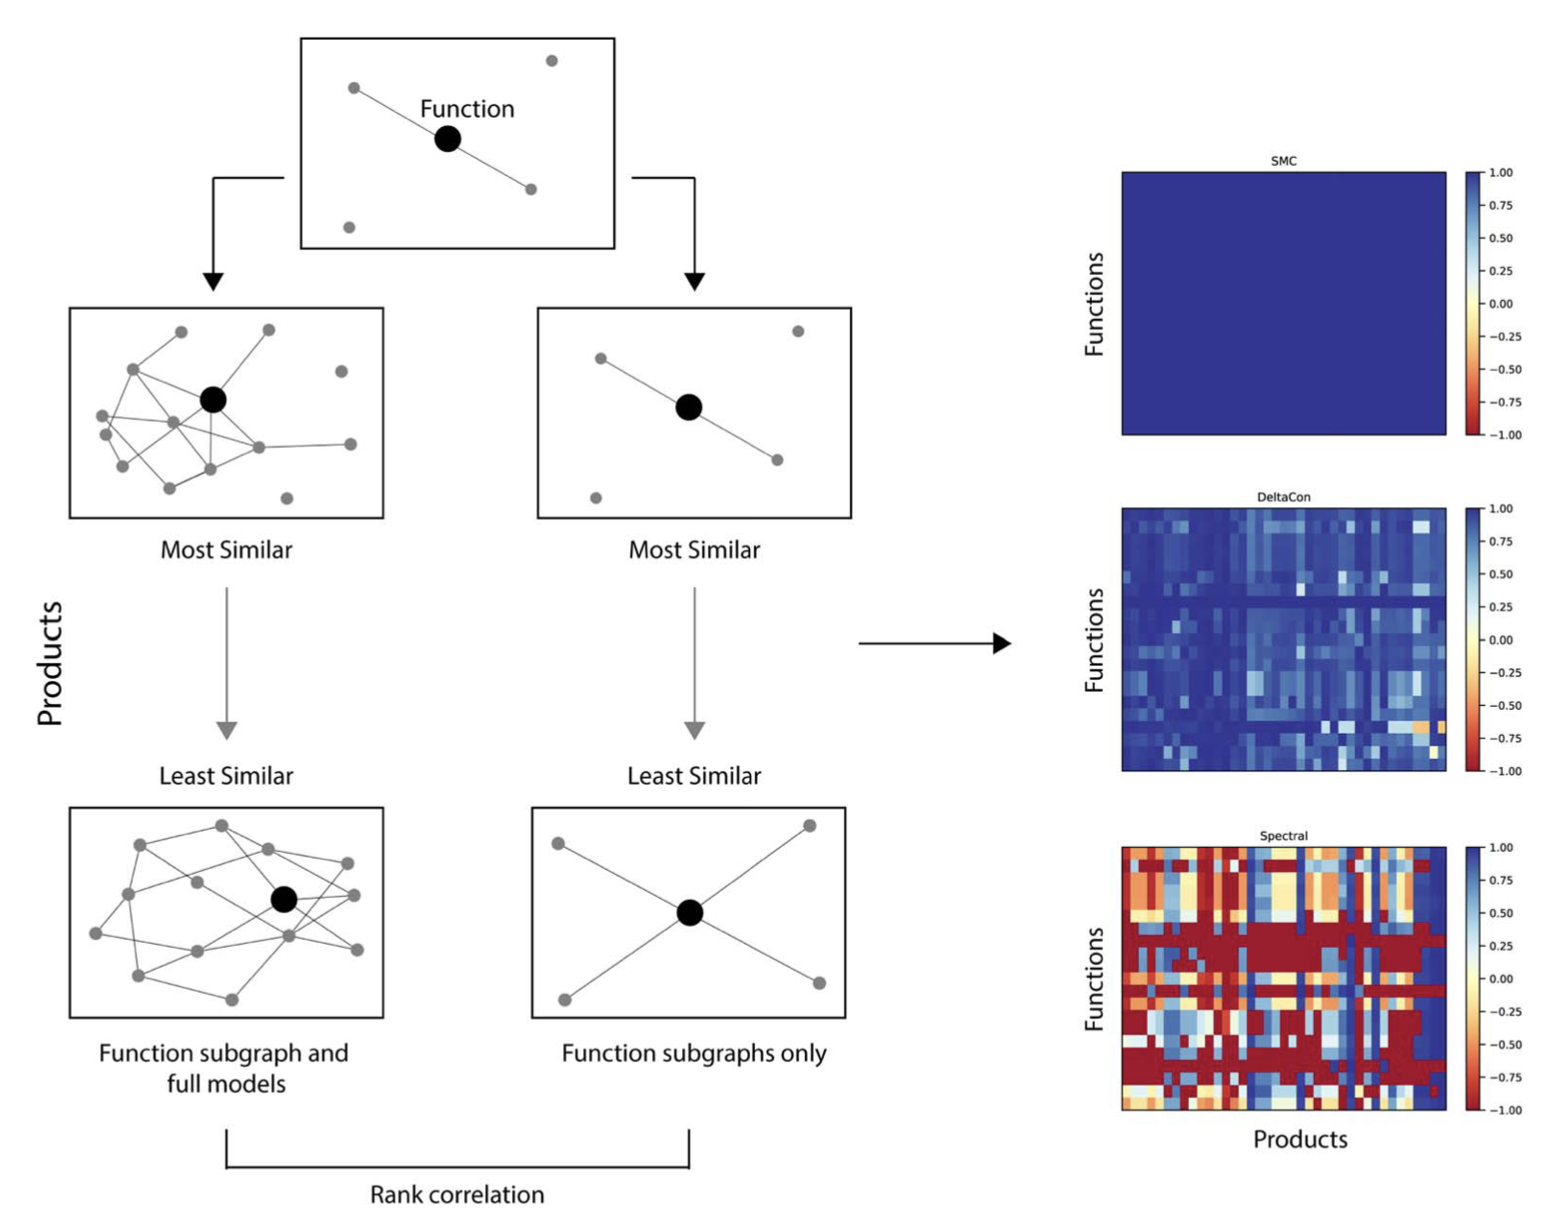 Function
Most Similar
Most Similar
Products
Least Similar
Least Similar
Function subgraph and
full models
Function subgraphs only
Rank correlation
SMC
Functions
1.00
0.75
0.50
0.25
0.00
−0.25
−0.50
−0.75
−1.00
DeltaCon
Functions
1.00
0.75
0.50
0.25
0.00
−0.25
−0.50
−0.75
−1.00
Spectral
Functions
1.00
0.75
0.50
0.25
0.00
−0.25
−0.50
−0.75
−1.00
Products